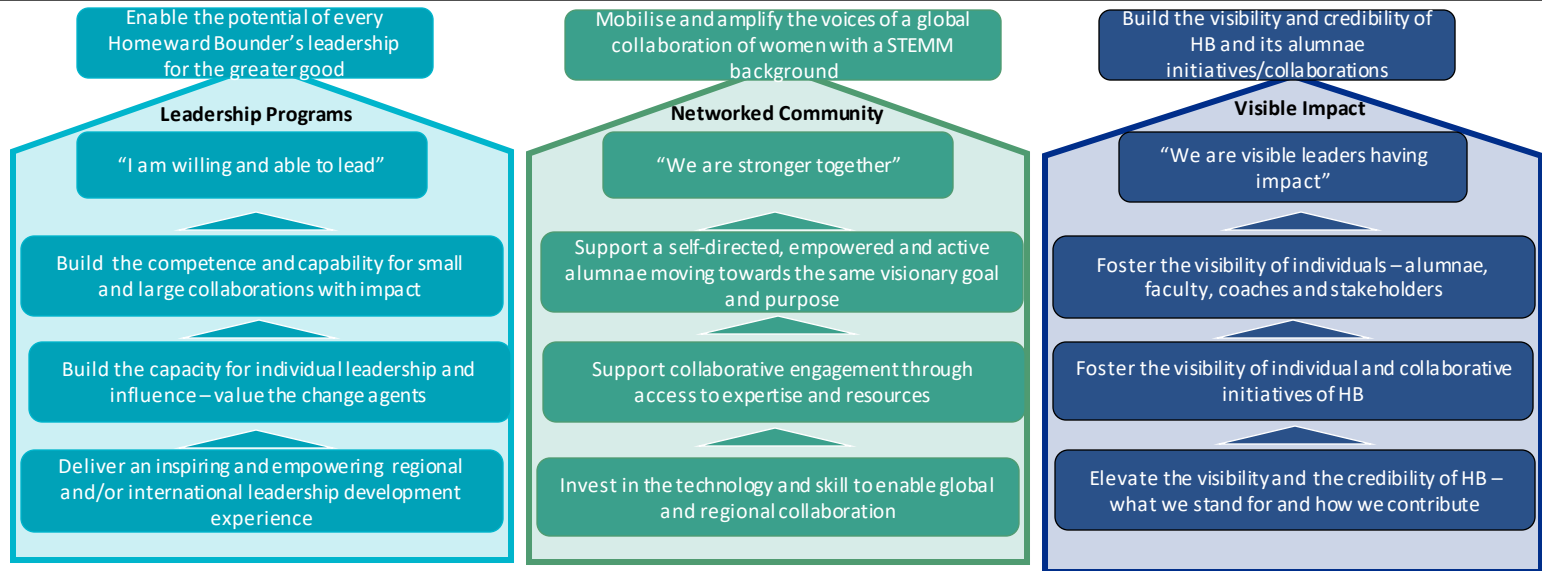 Enable the potential of every
Homeward Bounder’s leadership
for the greater good
Leadership Programs
“I am willing and able to lead”
Build the competence and capability for small
and large collaborations with impact
Build the capacity for individual leadership and
influence – value the change agents
Deliver an inspiring and empowering regional
and/or international leadership development
experience
Mobilise and amplify the voices of a global
collaboration of women with a STEMM
background
Networked Community
“We are stronger together”
Support a self-directed, empowered and active
alumnae moving towards the same visionary goal
and purpose
Support collaborative engagement through
access to expertise and resources
Invest in the technology and skill to enable global
and regional collaboration
Build the visibility and credibility of
HB and its alumnae
initiatives/collaborations
Visible Impact
“We are visible leaders having
impact”
Foster the visibility of individuals – alumnae,
faculty, coaches and stakeholders
Foster the visibility of individual and collaborative
initiatives of HB
Elevate the visibility and the credibility of HB –
what we stand for and how we contribute